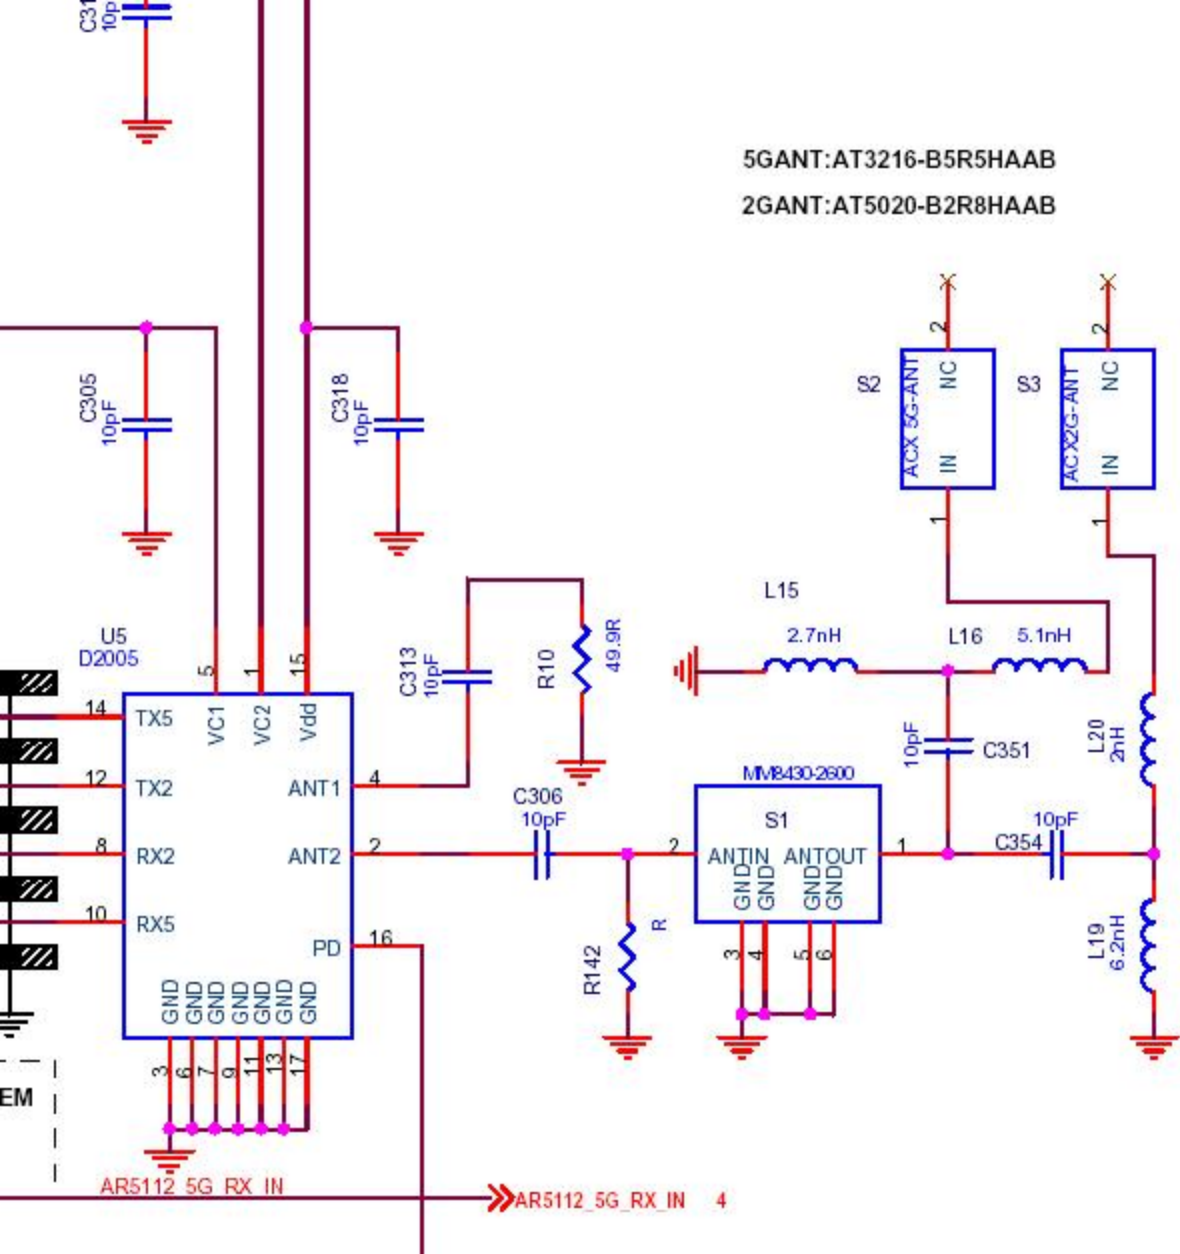 C31
10p
5GANT:AT3216-B5R5HAAB
2GANT:AT5020-B2R8HAAB
2
2
S2
ACX 5G-ANT
NC
IN
S3
ACX2G-ANT
NC
IN
1
1
C305
10pF
C318
10pF
L15
2.7nH
L16
5.1nH
U5
D2005
5
1
15
C313
10pF
R10
49.9R
14
TX5
VC1
VC2
Vdd
12
TX2
ANT1
4
8
RX2
ANT2
2
10
RX5
PD
16
GND
GND
GND
GND
GND
GND
GND
3
6
7
9
11
13
17
C306
10pF
R142
R
MM8430-2600
S1
2
ANTIN
ANTOUT
1
GND
GND
GND
GND
3
4
5
6
10pF
C351
10pF
C354
L20
2nH
L19
6.2nH
EM
AR5112_5G_RX_IN
AR5112_5G_RX_IN
4